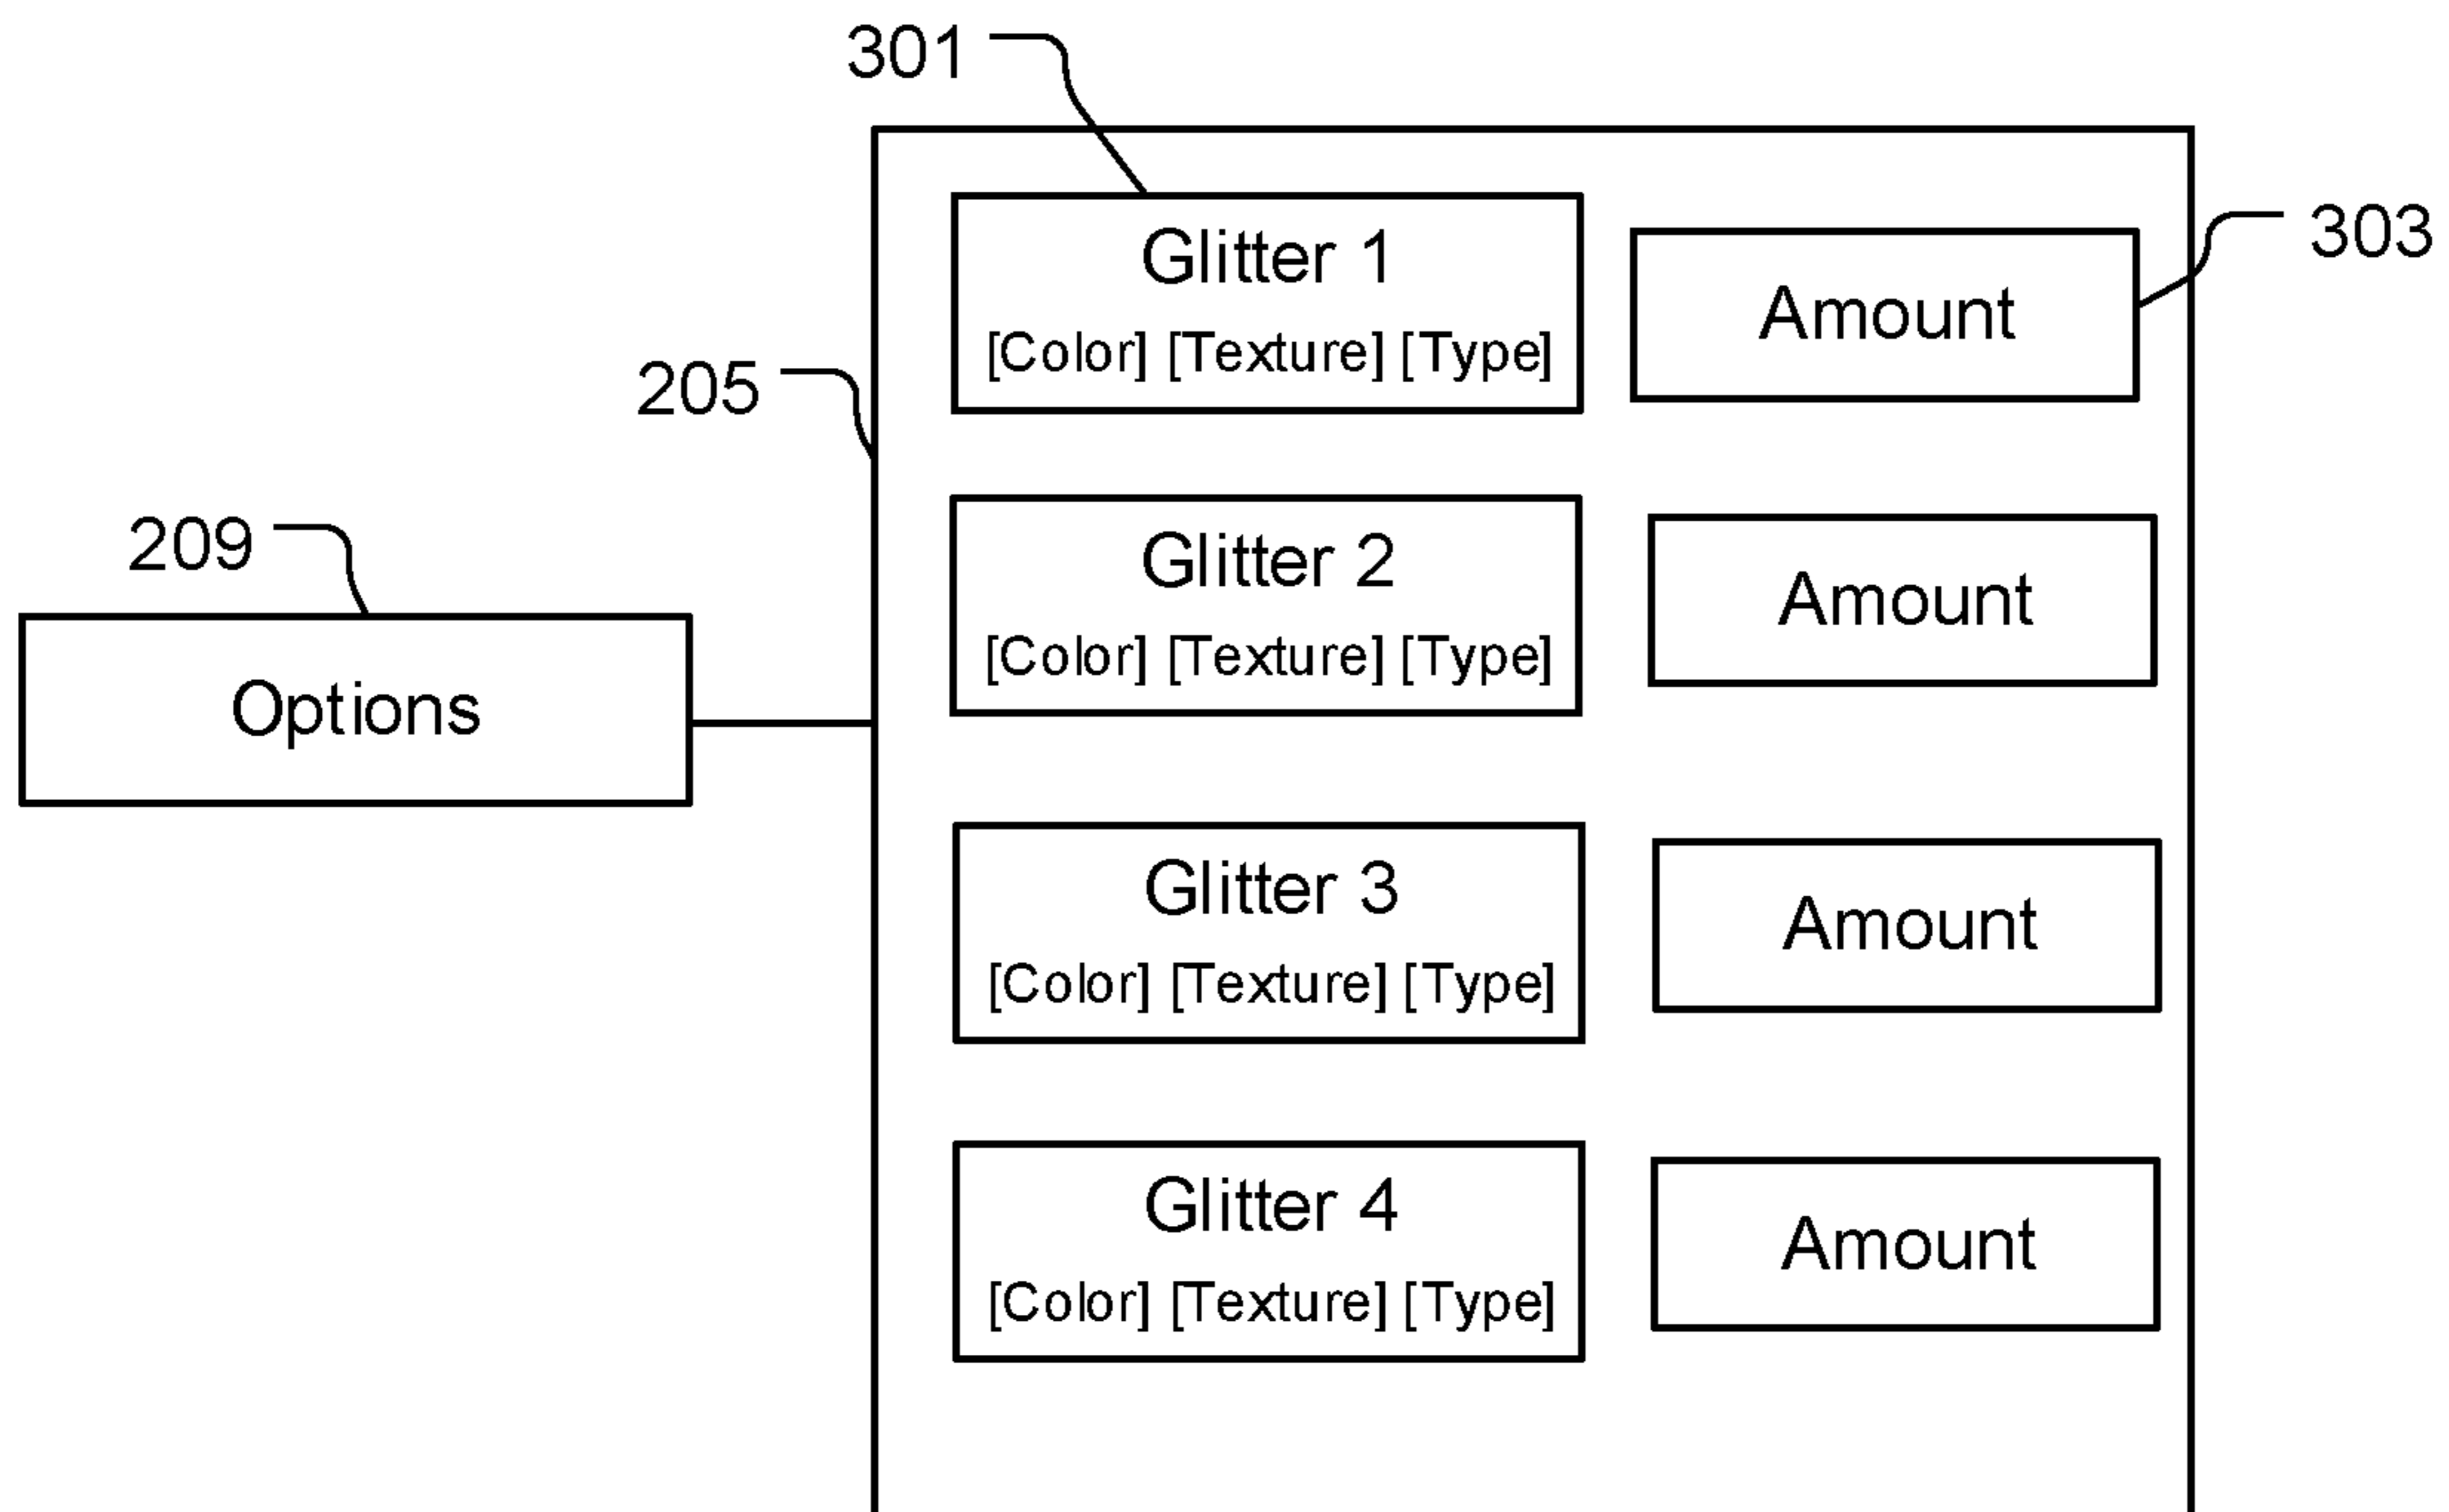 301
Glitter 1
[Color] [Texture] [Type]
Amount
303
205
209
Options
Glitter 2
[Color] [Texture] [Type]
Amount
Glitter 3
[Color] [Texture] [Type]
Amount
Glitter 4
[Color] [Texture] [Type]
Amount